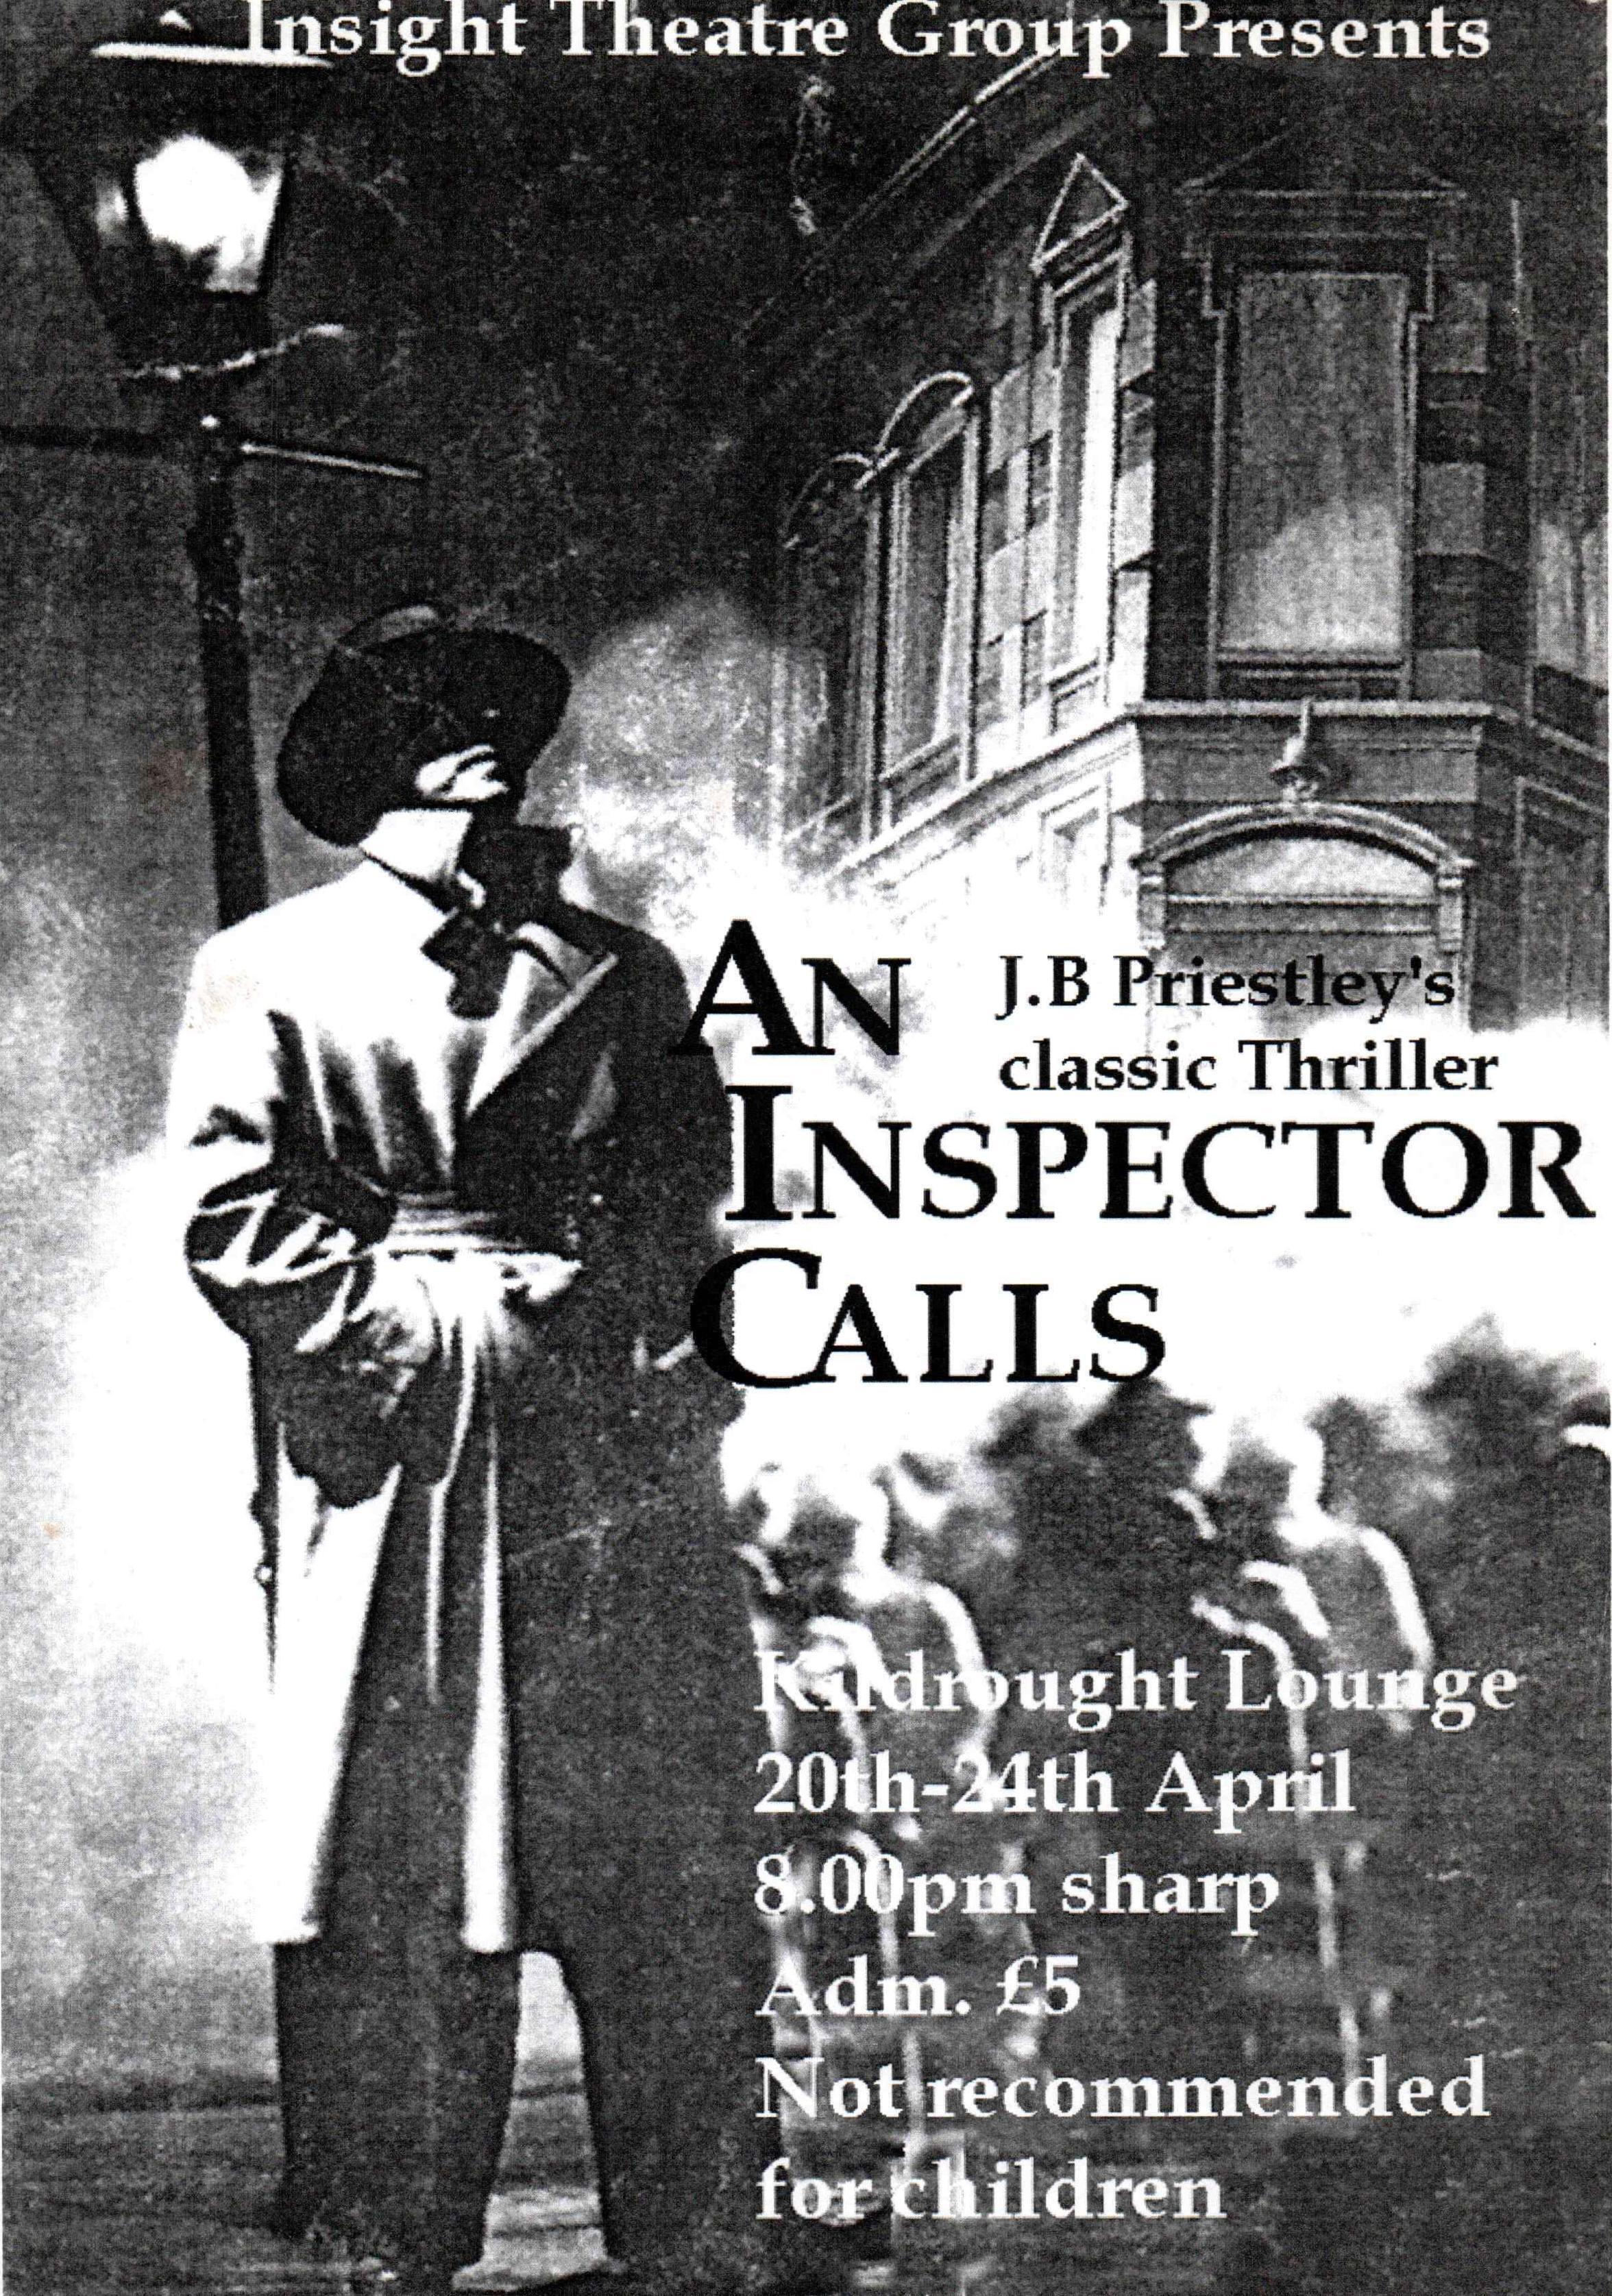 Insight Theatre Group Presents
AN
J.B Priestley's
classic Thriller
INSPECTOR
CALLS
Kildrought Lounge
20th-24th April
8.00pm sharp
Adm. £5
Not recommended
for children